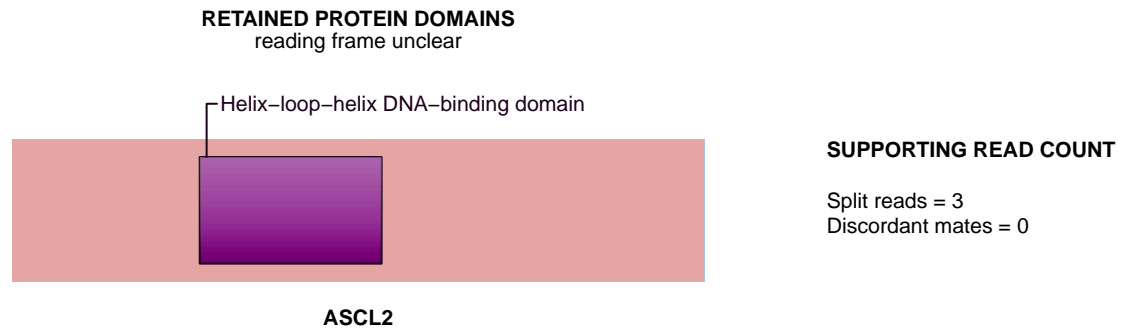 RETAINED PROTEIN DOMAINS
reading frame unclear
Helix−loop−helix DNA−binding domain
SUPPORTING READ COUNT
Split reads = 3
Discordant mates = 0
ASCL2